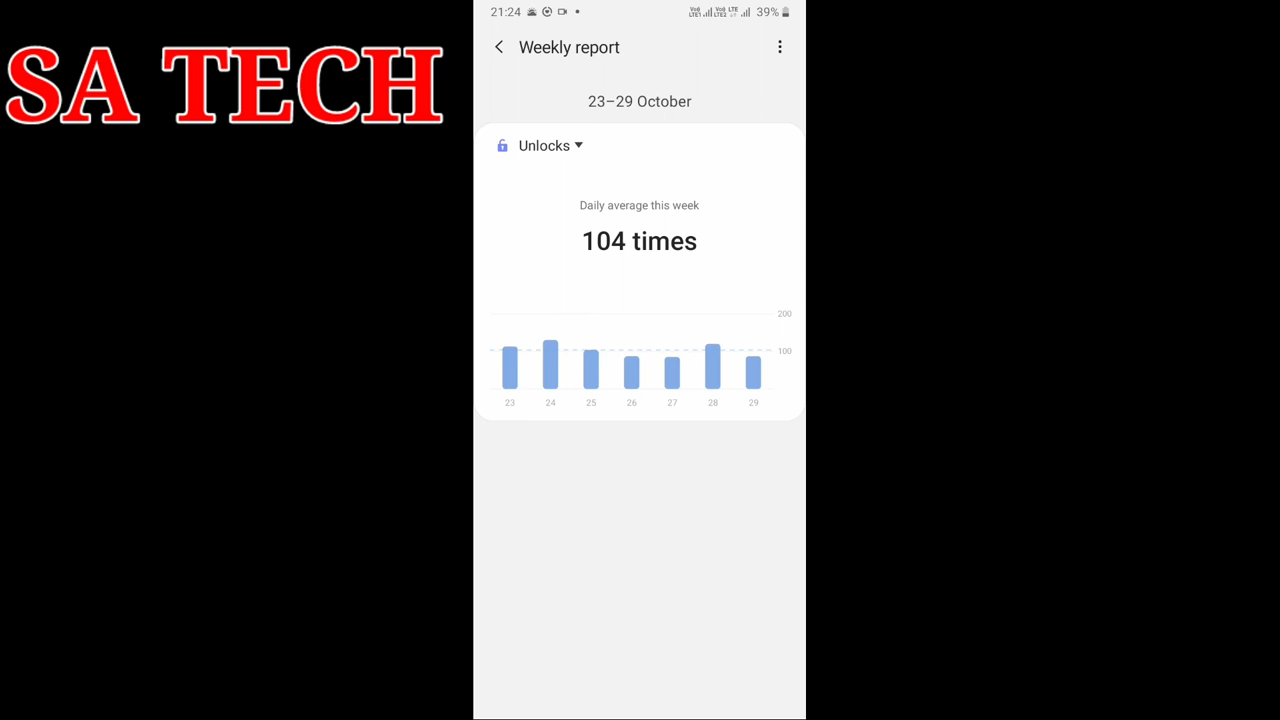 SA TECH
21:24
39%
Weekly report
23–29 October
Unlocks
Daily average this week
104 times
200
100
23 24 25 26 27 28 29